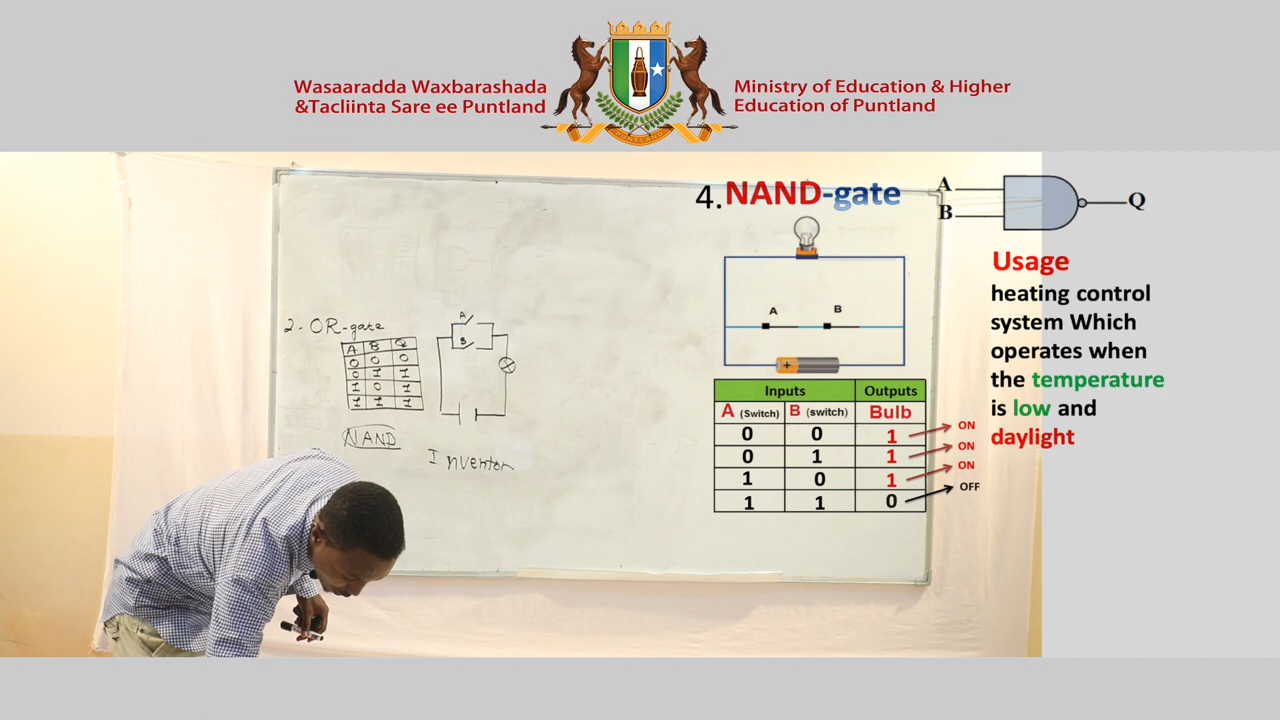 Wasaaradda Waxbarashada
&Tacliinta Sare ee Puntland
Ministry of Education & Higher
Education of Puntland
PUNTLAND
2- OR-gate
A B Q
0 0 0
0 1 1
1 0 1
1 1 1
A
B
NAND
Inventor
4. NAND-gate
A
B
Q
A
B
+
Inputs Outputs
A (Switch) B (switch) Bulb
0 0 1 ON
0 1 1 ON
1 0 1 ON
1 1 0 OFF
Usage
heating control
system Which
operates when
the temperature
is low and
daylight